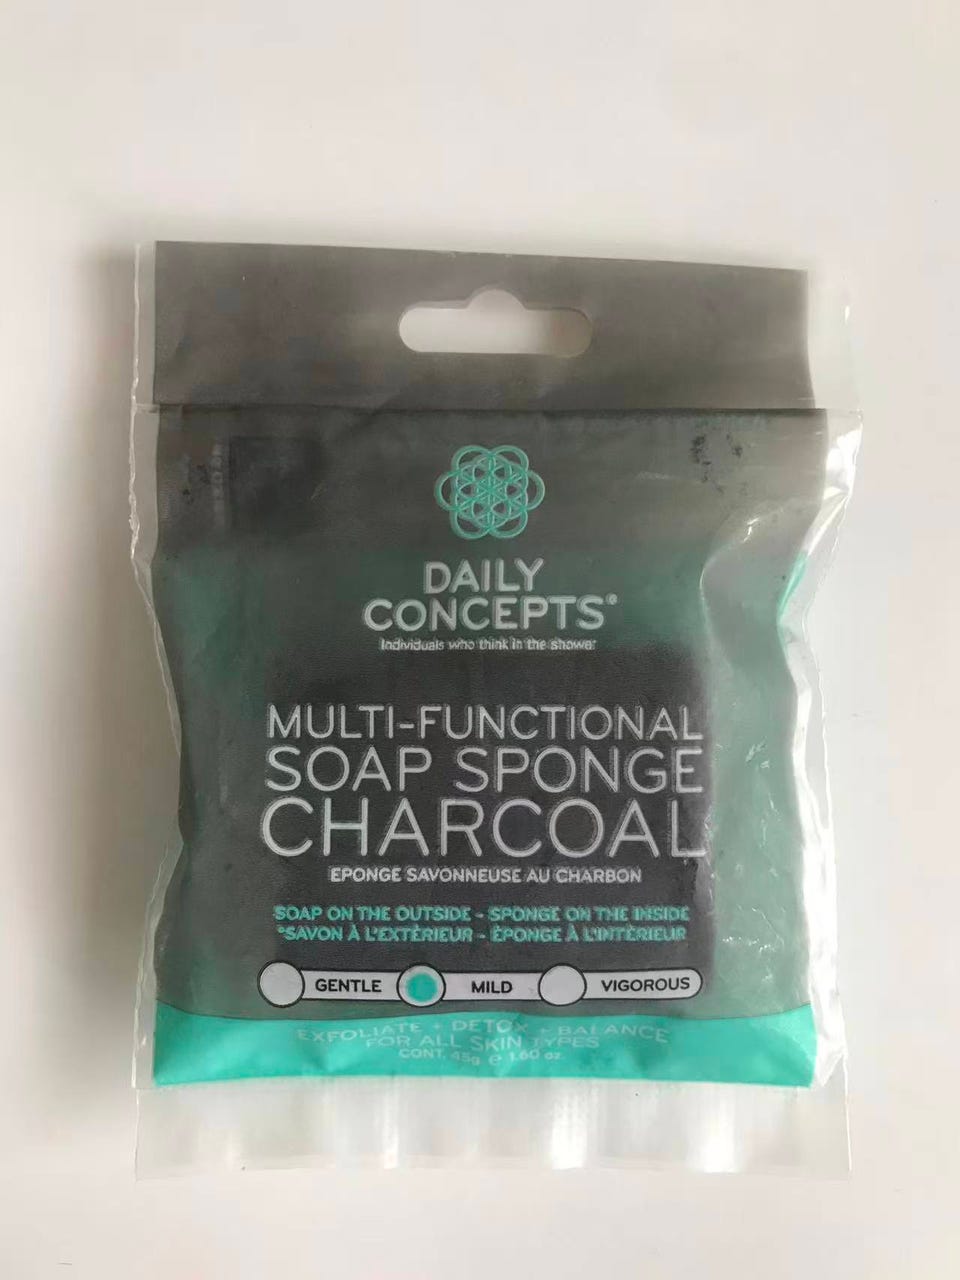 DAILY
CONCEPTS®
Individuals who think in the shower
MULTI-FUNCTIONAL
SOAP SPONGE
CHARCOAL
EPONGE SAVONNEUSE AU CHARBON
SOAP ON THE OUTSIDE - SPONGE ON THE INSIDE
*SAVON À L'EXTÈRIEUR - ÉPONGE À L'INTÈRIEUR
GENTLE MILD VIGOROUS
EXFOLIATE + DETOX + BALANCE
FOR ALL SKIN TYPES
CONT. 45g e 1.60 oz.